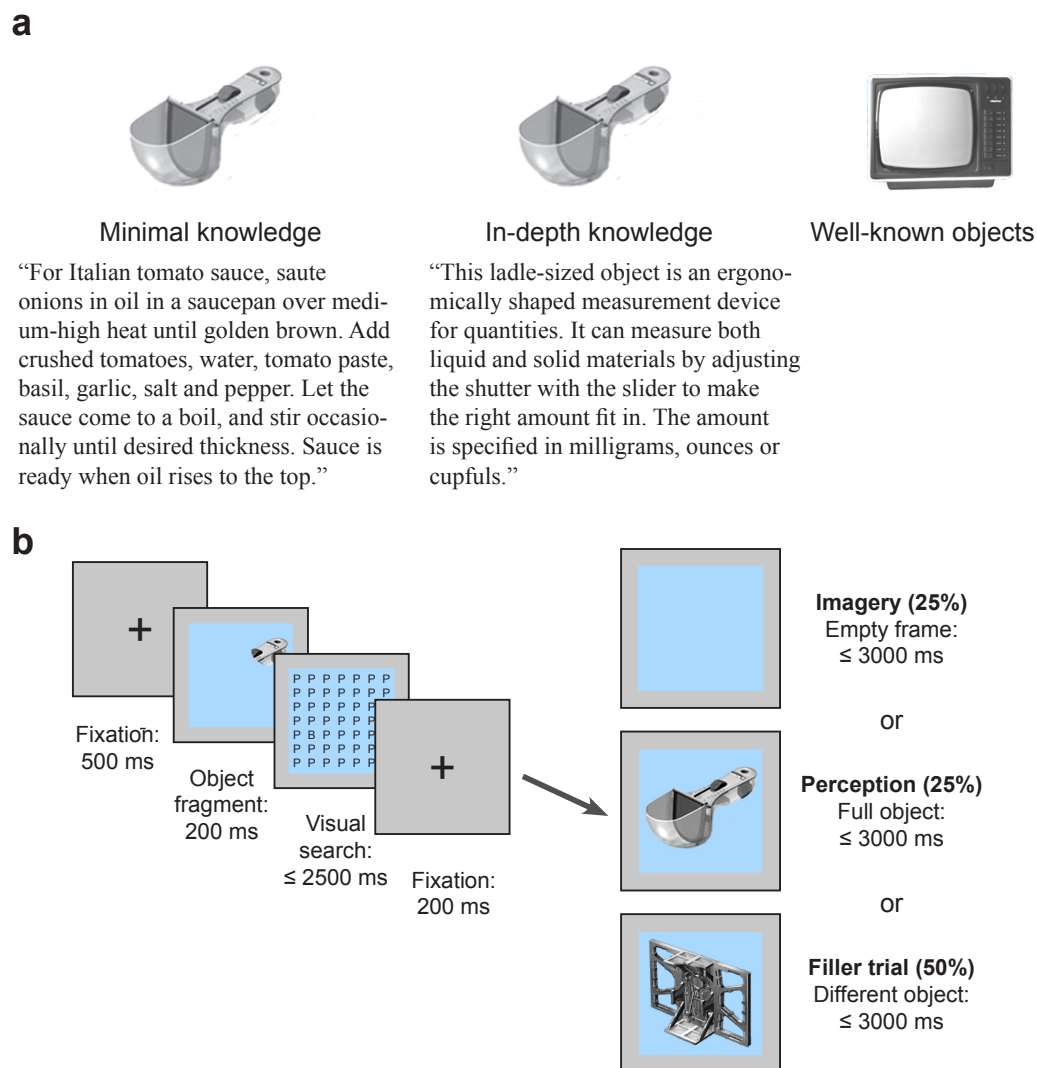 a
Minimal knowledge
In-depth knowledge
Well-known objects
“For Italian tomato sauce, saute
onions in oil in a saucepan over medi-
um-high heat until golden brown. Add
crushed tomatoes, water, tomato paste,
basil, garlic, salt and pepper. Let the
sauce come to a boil, and stir occasio-
nally until desired thickness. Sauce is
ready when oil rises to the top.”
“This ladle-sized object is an ergono-
mically shaped measurement device
for quantities. It can measure both
liquid and solid materials by adjusting
the shutter with the slider to make
the right amount fit in. The amount
is specified in milligrams, ounces or
cupfuls.”
b
+
Fixation:
500 ms
Object
fragment:
200 ms
P P P P P P P
P P P P P P P
P P P P P P
P P P P P P
P B P P P P
P P P P P P
P P P P P P
Visual
search:
≤ 2500 ms
+
Fixation:
200 ms
Imagery (25%)
Empty frame:
≤ 3000 ms
or
Perception (25%)
Full object:
≤ 3000 ms
or
Filler trial (50%)
Different object:
≤ 3000 ms